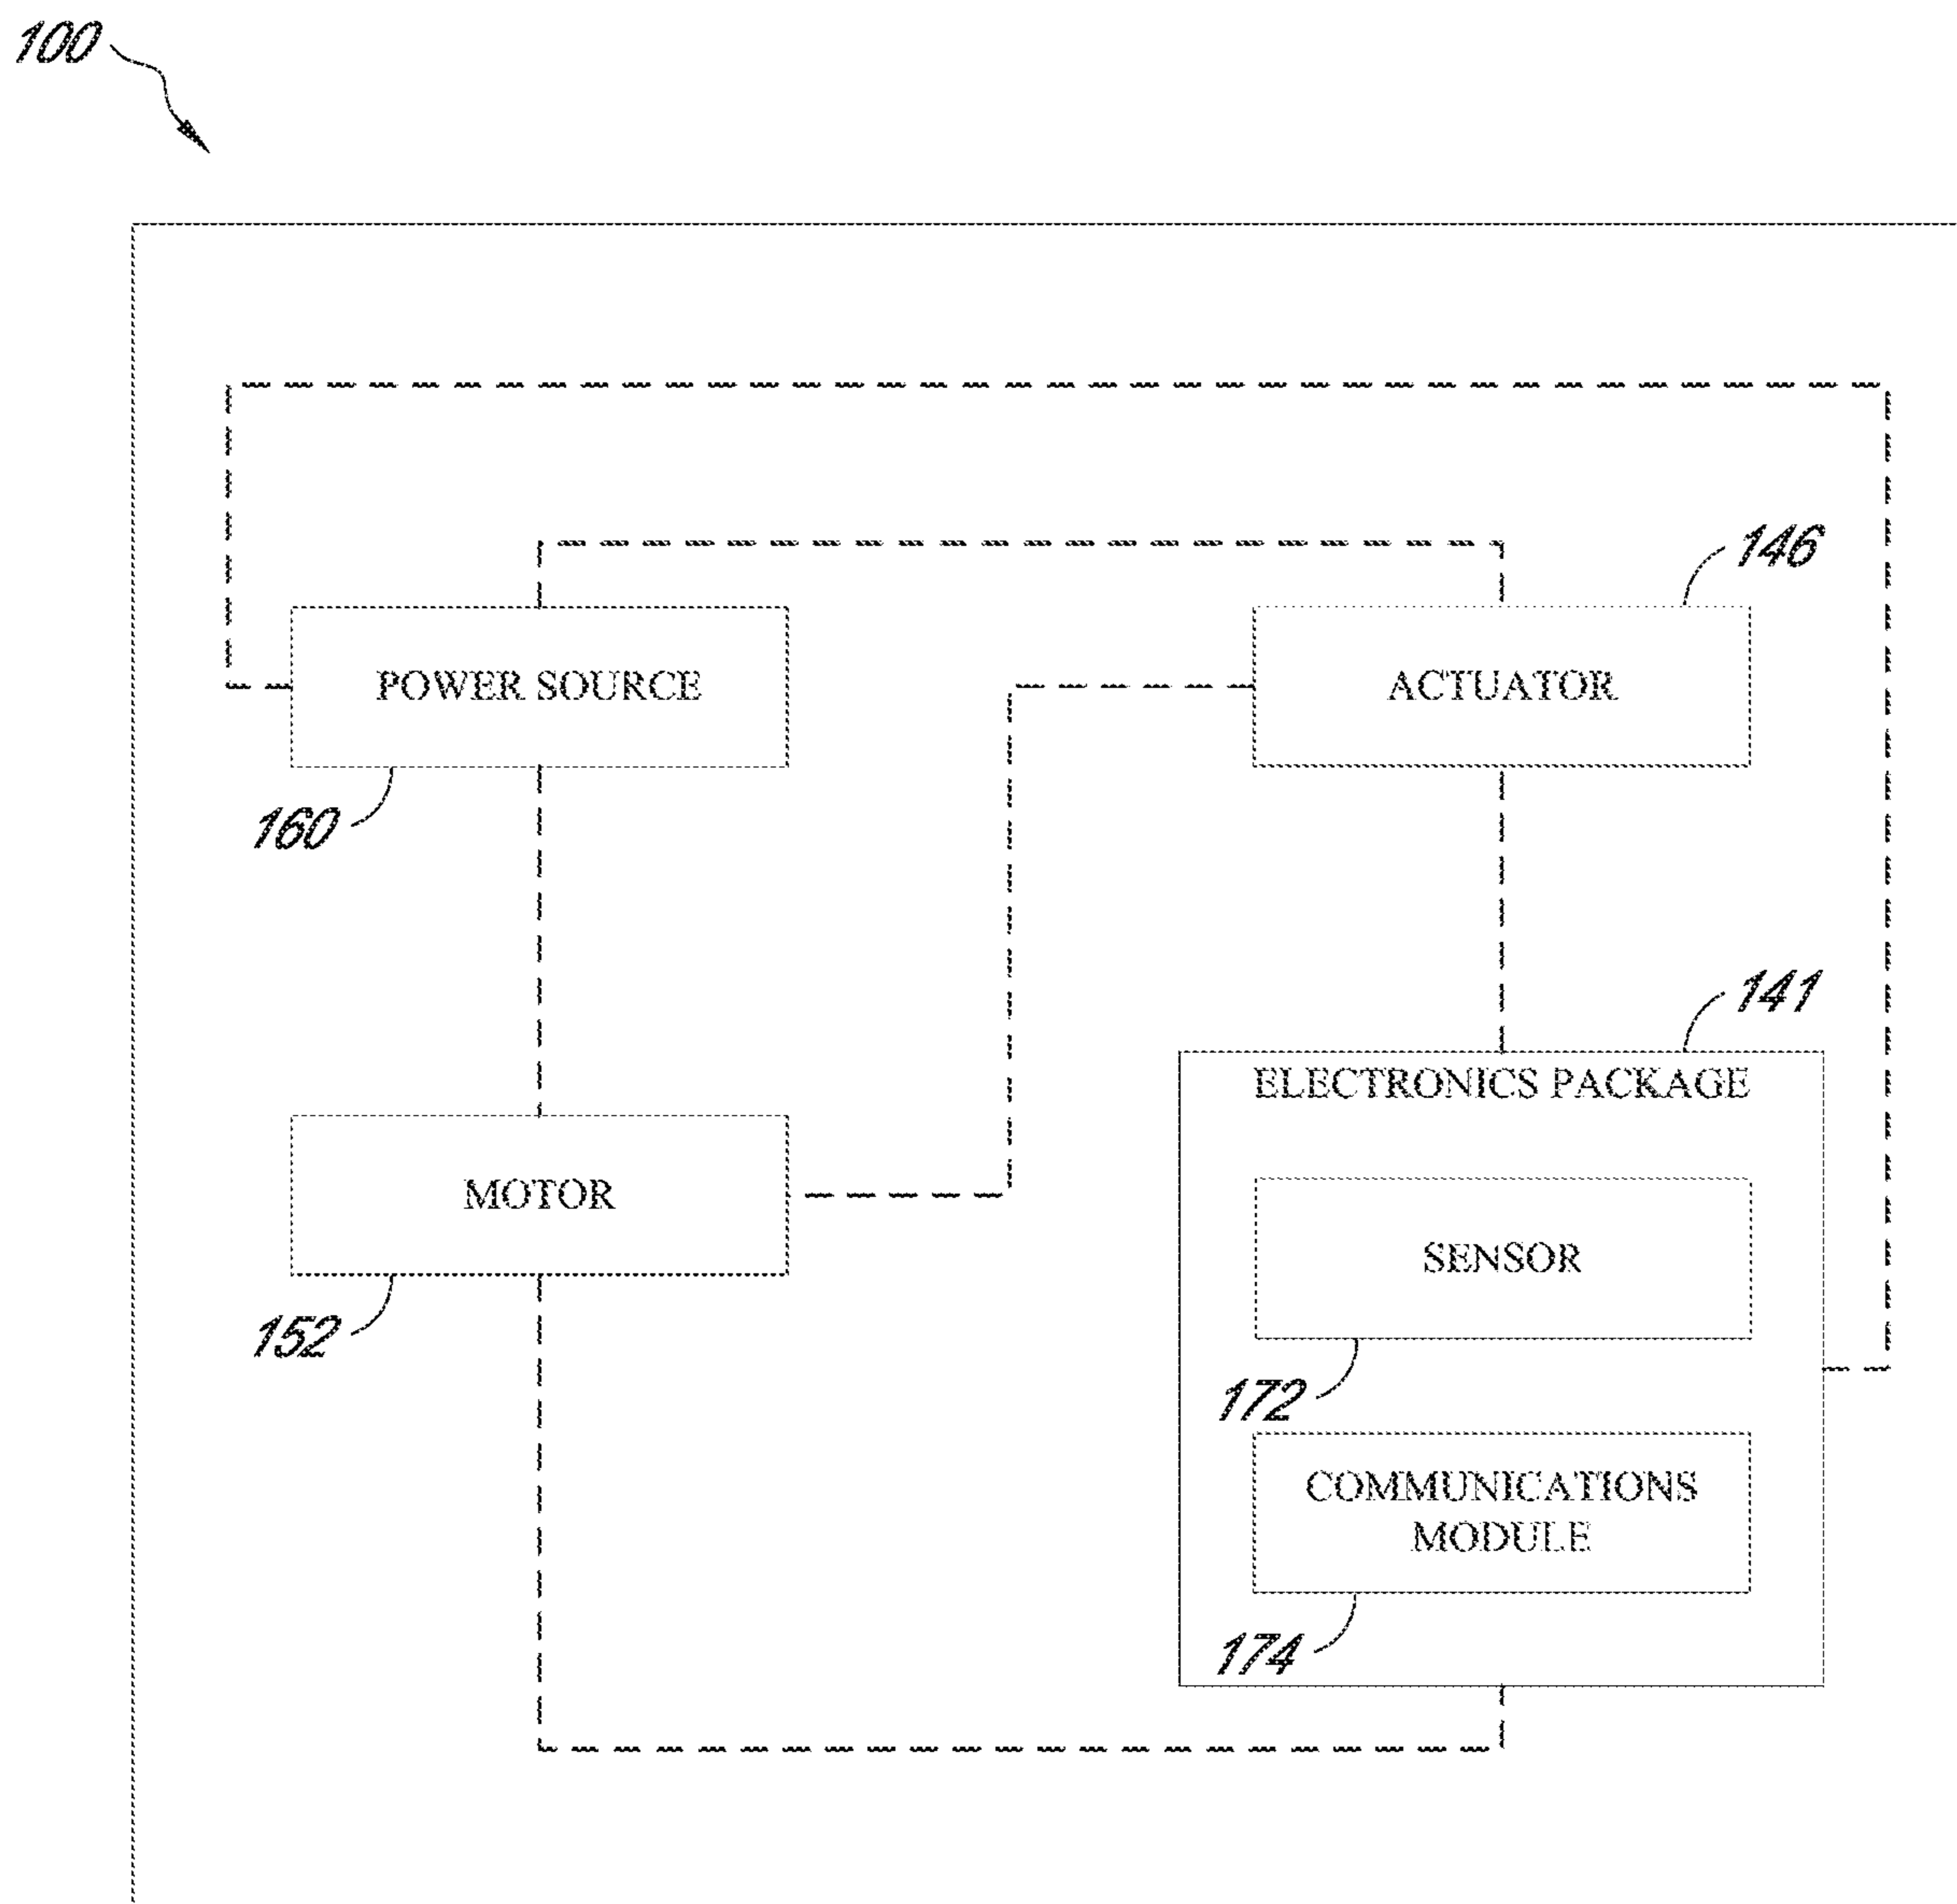 100
146
POWER SOURCE
ACTUATOR
160
141
ELECTRONICS PACKAGE
MOTOR
SENSOR
152
172
COMMUNICATIONS
MODULE
174